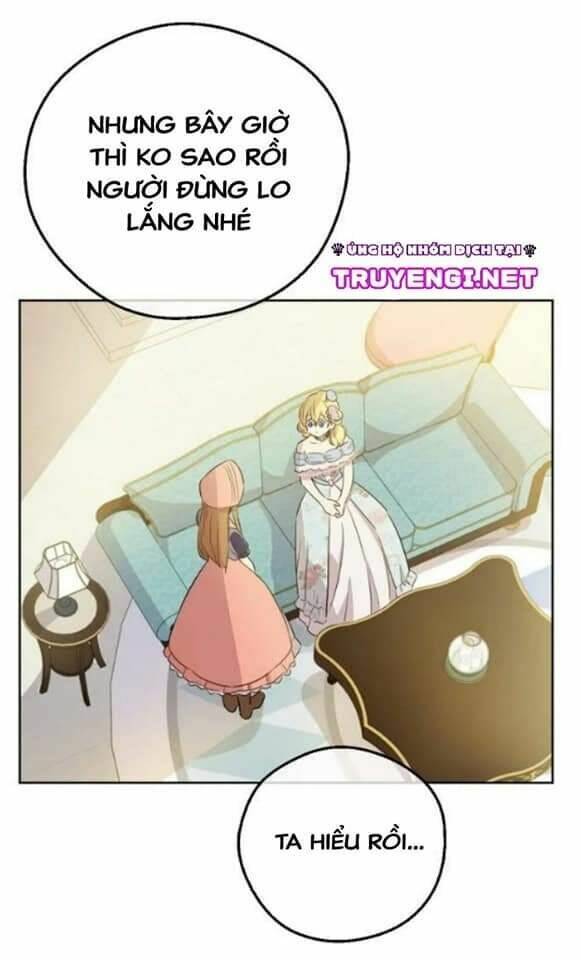 NHƯNG BÂY GIỜ
THÌ KO SAO RỒI
NGƯỜI ĐỪNG LO
LẮNG NHÉ
ỦNG HỘ NHÓM DỊCH TẠI
TRUYENGI.NET
TA HIỂU RỒI...